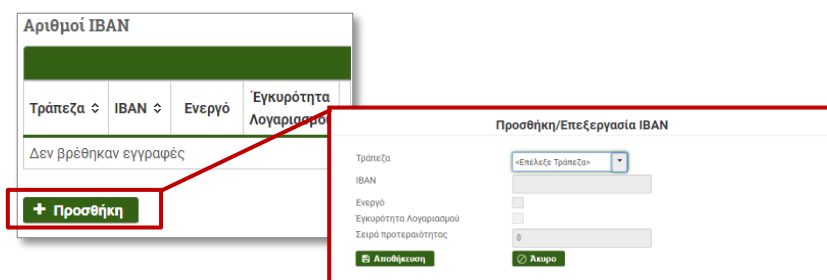 Αριθμοί IBAN
Τράπεζα IBAN Ενεργό Έγκυρότητα Λογαριασμού
Δεν βρέθηκαν εγγραφές
+ Προσθήκη
Προσθήκη/Επεξεργασία IBAN
Τράπεζα <Επέλεξε Τράπεζα>
IBAN
Ενεργό
Έγκυρότητα Λογαριασμού
Σειρά προτεραιότητας 0
Αποθήκευση Άκυρο